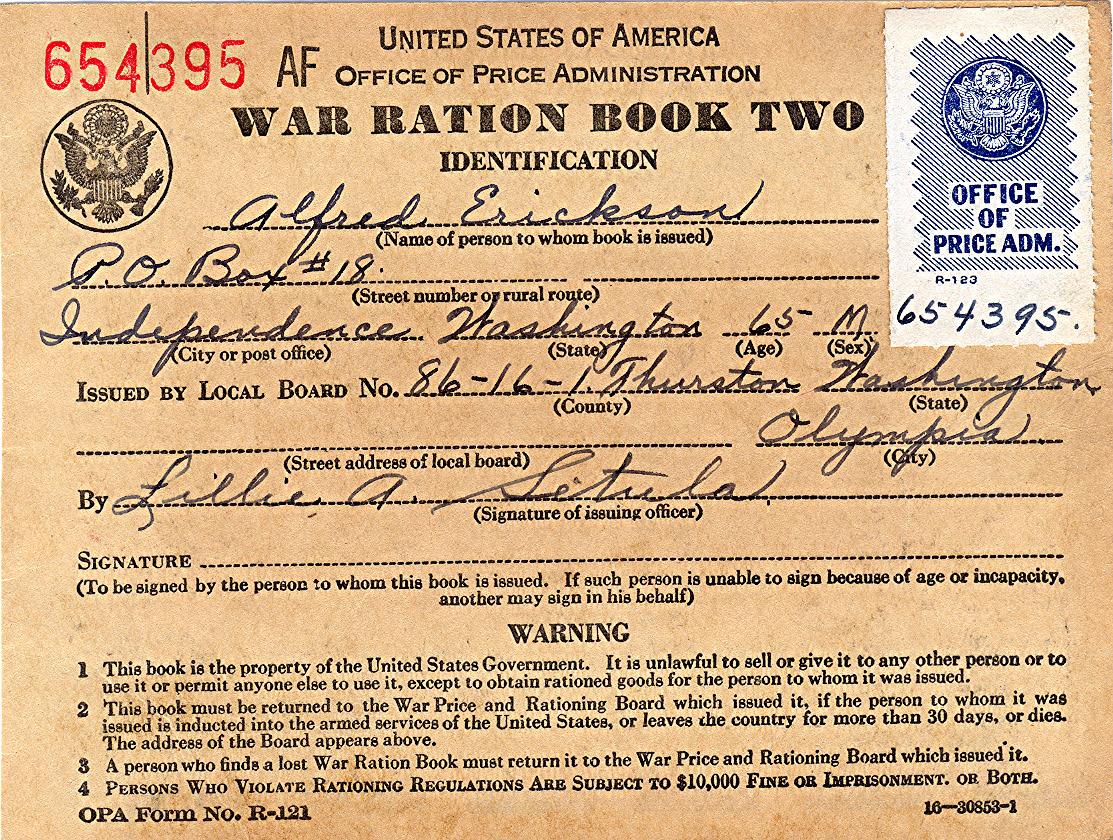 654395 AF
UNITED STATES OF AMERICA
OFFICE OF PRICE ADMINISTRATION
WAR RATION BOOK TWO
IDENTIFICATION
OFFICE
OF
PRICE ADM.
R-123
654395.
Alfred Erickson
(Name of person to whom book is issued)
P.O. Box #18.
(Street number or rural route)
Independence Washington 65 M
(City or post office) (State) (Age) (Sex)
ISSUED BY LOCAL BOARD NO. 86-16-1. Thurston Washington
(County) (State)
Olympia
(Street address of local board) (City)
By Lillie A. Setula
(Signature of issuing officer)
SIGNATURE
(To be signed by the person to whom this book is issued. If such person is unable to sign because of age or incapacity,
another may sign in his behalf)
WARNING
1 This book is the property of the United States Government. It is unlawful to sell or give it to any other person or to
use it or permit anyone else to use it, except to obtain rationed goods for the person to whom it was issued.
2 This book must be returned to the War Price and Rationing Board which issued it, if the person to whom it was
issued is inducted into the armed services of the United States, or leaves the country for more than 30 days, or dies.
The address of the Board appears above.
3 A person who finds a lost War Ration Book must return it to the War Price and Rationing Board which issued it.
4 PERSONS WHO VIOLATE RATIONING REGULATIONS ARE SUBJECT TO $10,000 FINE OR IMPRISONMENT. OR BOTH.
OPA Form No. R-121
16—30853-1